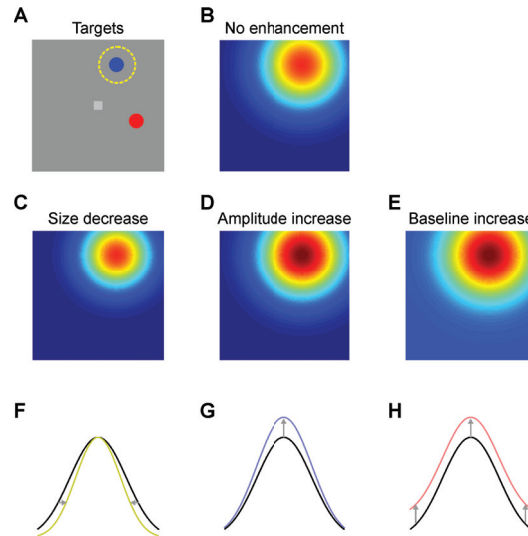 A
Targets
B
No enhancement
C
Size decrease
D
Amplitude increase
E
Baseline increase
F
G
H